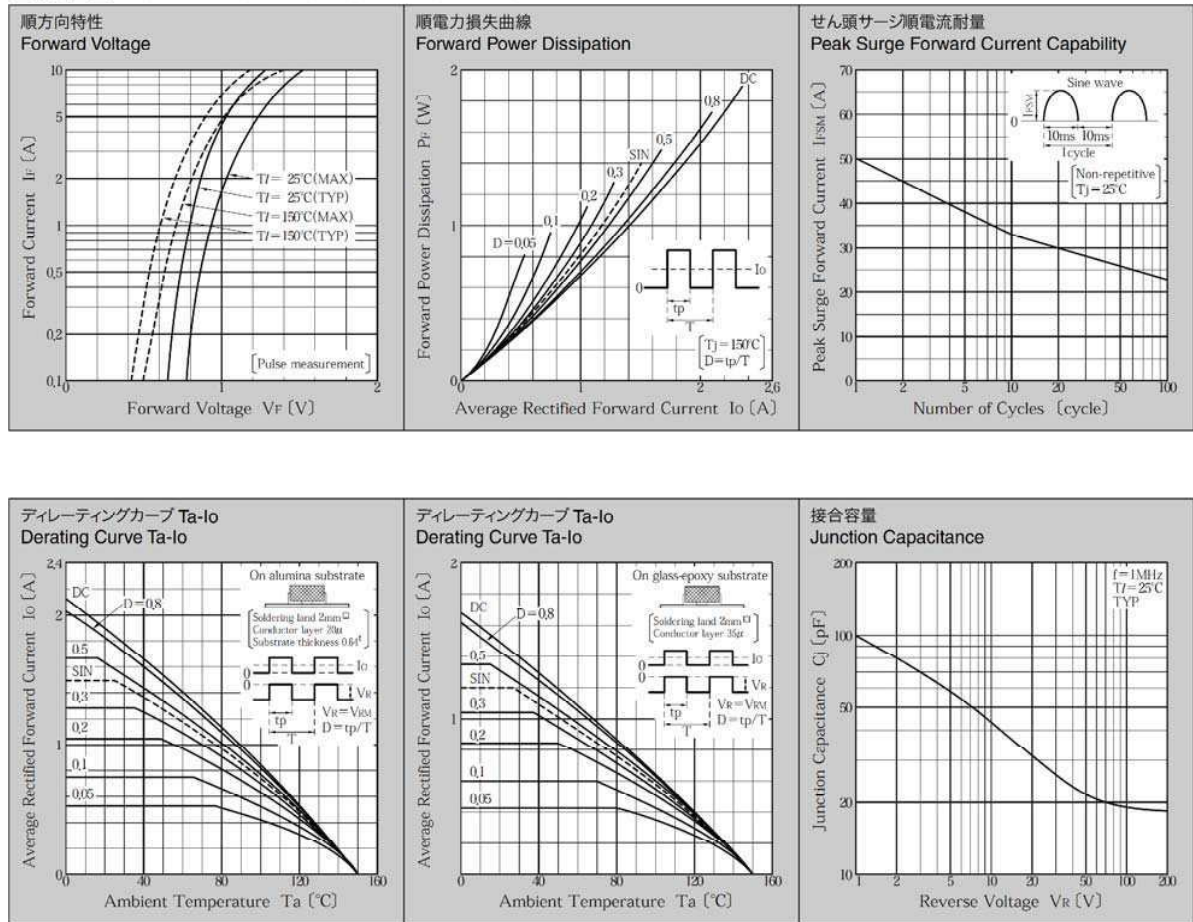 順方向特性
Forward Voltage
10
5
2
1
0,5
0,2
0,1
0
1
2
Forward Current IF 〔A〕
Tl= 25℃(MAX)
Tl= 25℃(TYP)
Tl=150℃(MAX)
Tl=150℃(TYP)
〔Pulse measurement〕
Forward Voltage VF〔V〕
順電力損失曲線
Forward Power Dissipation
2
1
0
0
1
2
2,6
Forward Power Dissipation PF〔W〕
DC
0,8
0,5
SIN
0,3
0,2
0,1
D=0,05
0
Io
tp
T
Tj=150℃
D=tp/T
Average Rectified Forward Current Io〔A〕
せん頭サージ順電流耐量
Peak Surge Forward Current Capability
70
60
50
40
30
20
10
0
1
2
5
10
20
50
100
Peak Surge Forward Current IFSM〔A〕
Sine wave
IFSM
0
10ms
10ms
1cycle
Non-repetitive
Tj=25℃
Number of Cycles〔cycle〕
ディレーティングカーブ Ta-Io
Derating Curve Ta-Io
2,4
2
1
0
0
40
80
120
160
Average Rectified Forward Current Io〔A〕
DC
D=0,8
0,5
SIN
0,3
0,2
0,1
0,05
On alumina substrate
Soldering land 2mm□
Conductor layer 20μ
Substrate thickness 0.64t
0
Io
0
VR
tp
T
VR=VRM
D=tp/T
Ambient Temperature Ta〔℃〕
ディレーティングカーブ Ta-Io
Derating Curve Ta-Io
2
1
0
0
40
80
120
160
Average Rectified Forward Current Io〔A〕
DC
D=0,8
0,5
SIN
0,3
0,2
0,1
0,05
On glass-epoxy substrate
Soldering land 2mm□
Conductor layer 35μ
0
Io
0
VR
tp
T
VR=VRM
D=tp/T
Ambient Temperature Ta〔℃〕
接合容量
Junction Capacitance
200
100
50
20
10
1
2
5
10
20
50
100
200
Junction Capacitance Cj〔pF〕
f=1MHz
Tl=25℃
TYP
Reverse Voltage VR〔V〕